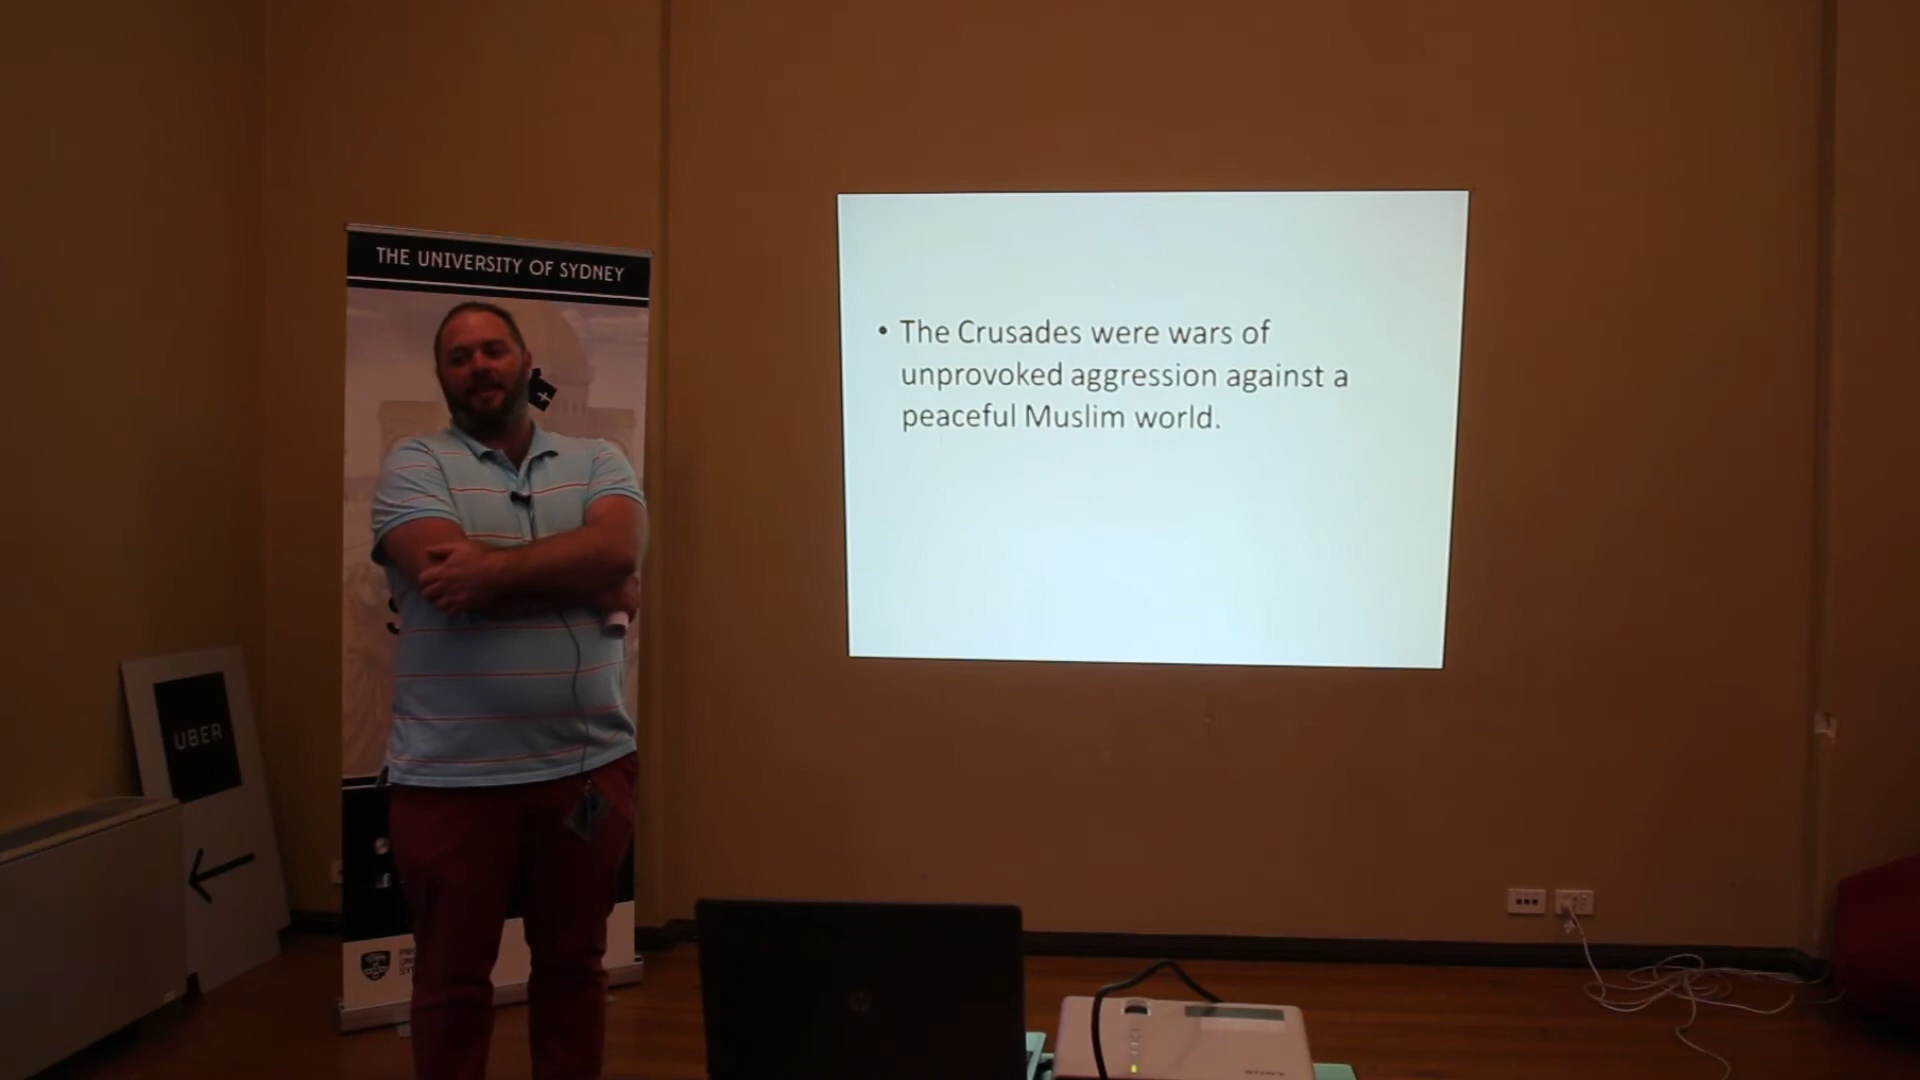 THE UNIVERSITY OF SYDNEY
• The Crusades were wars of
unprovoked aggression against a
peaceful Muslim world.
UBER